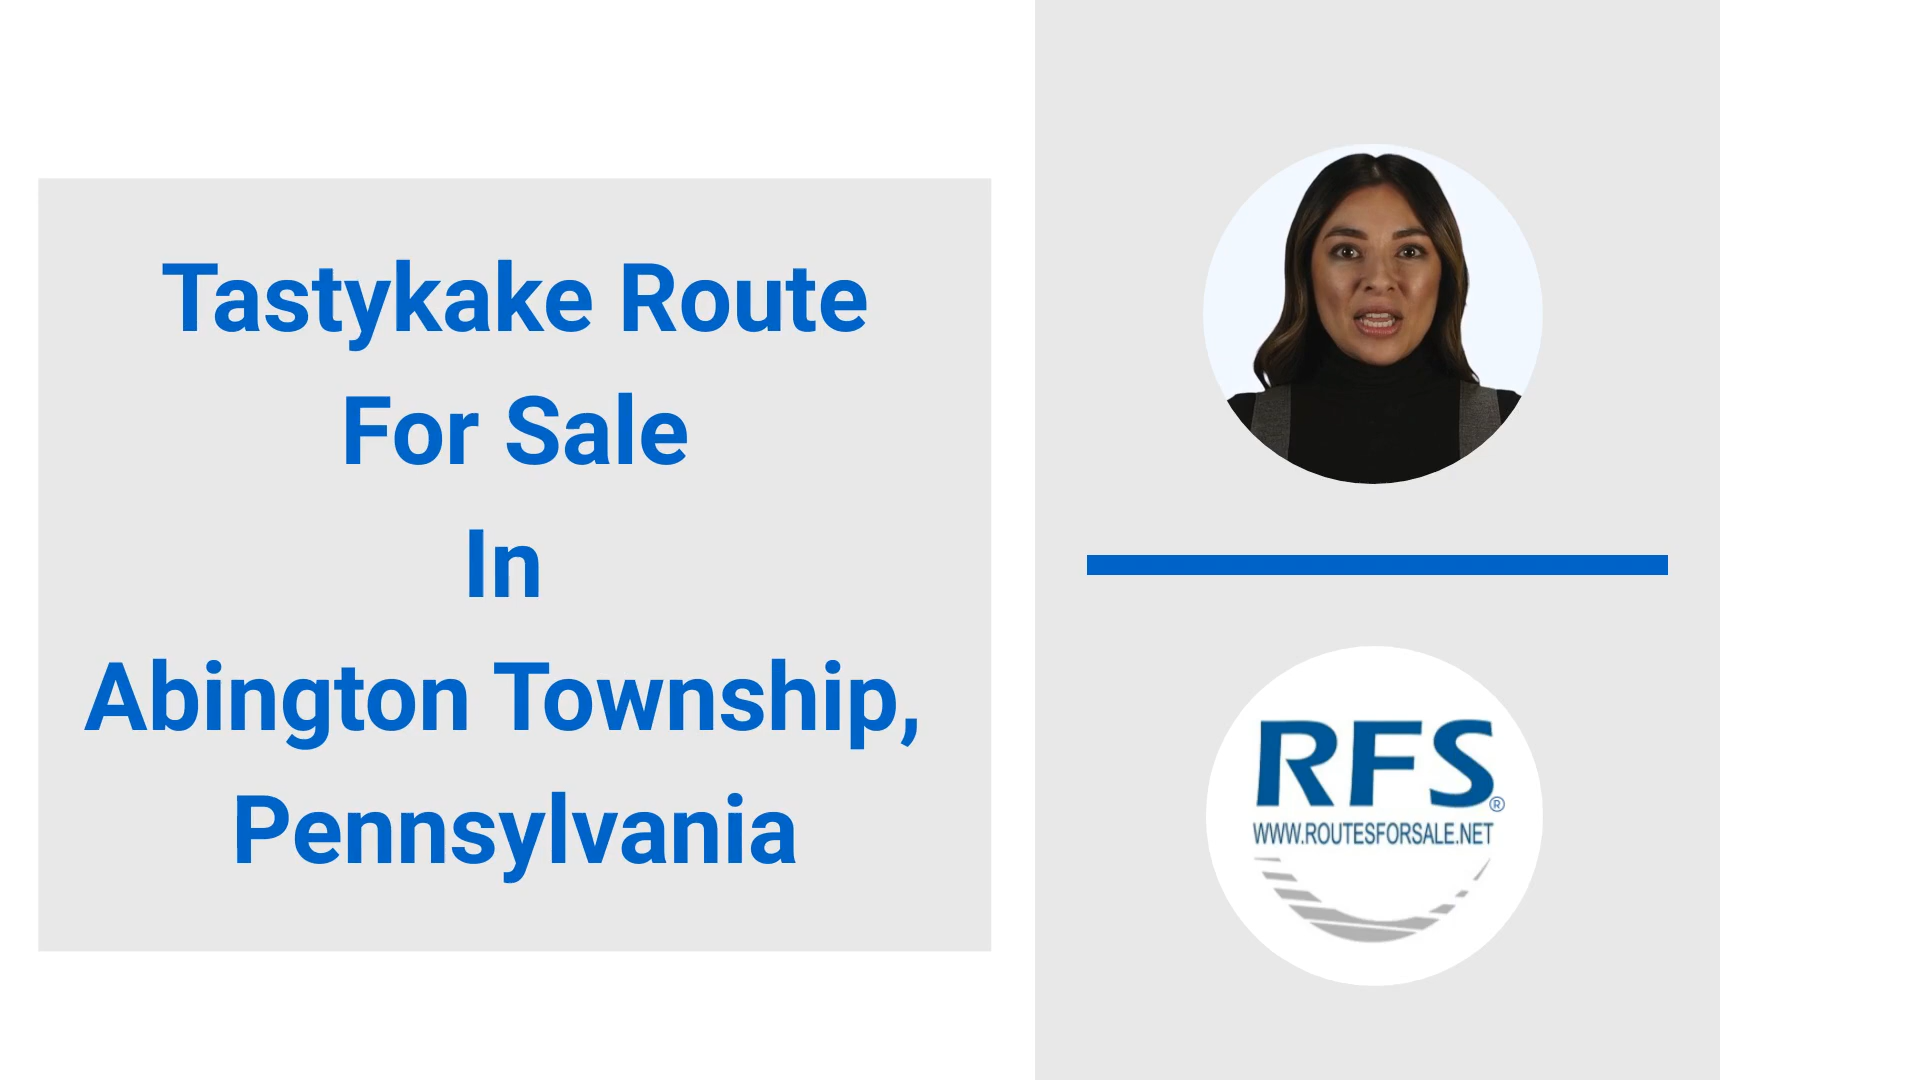 Tastykake Route
For Sale
In
Abington Township,
Pennsylvania
RFS®
WWW.ROUTESFORSALE.NET